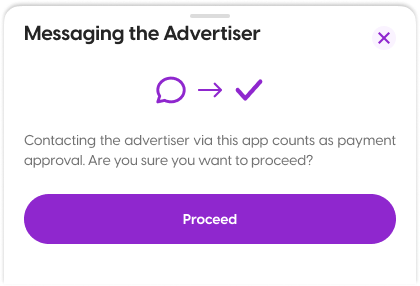 Messaging the Advertiser
Contacting the advertiser via this app counts as payment
approval. Are you sure you want to proceed?
Proceed